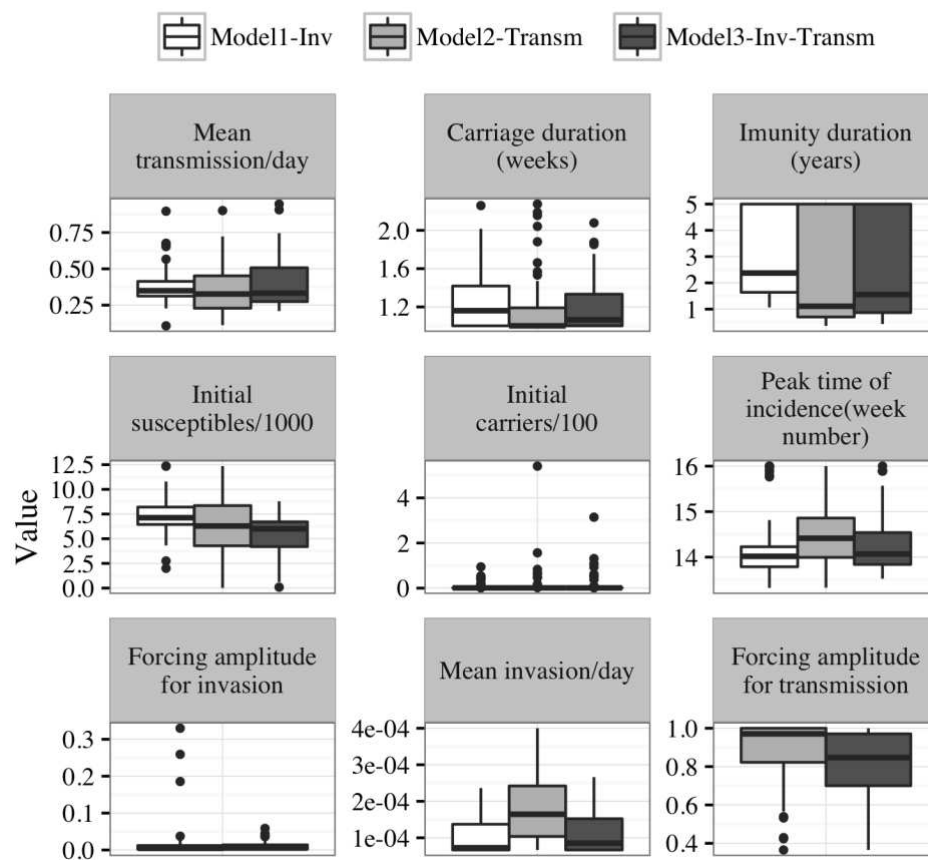 Model1-Inv Model2-Transm Model3-Inv-Transm
Mean
transmission/day
0.75
0.50
0.25
Carriage duration
(weeks)
2.0
1.6
1.2
Imunity duration
(years)
5
4
3
2
1
Value
Initial
susceptibles/1000
12.5
10.0
7.5
5.0
2.5
0.0
Initial
carriers/100
4
2
0
Peak time of
incidence(week
number)
16
15
14
Forcing amplitude
for invasion
0.3
0.2
0.1
0.0
Mean invasion/day
4e-04
3e-04
2e-04
1e-04
Forcing amplitude
for transmission
1.0
0.8
0.6
0.4